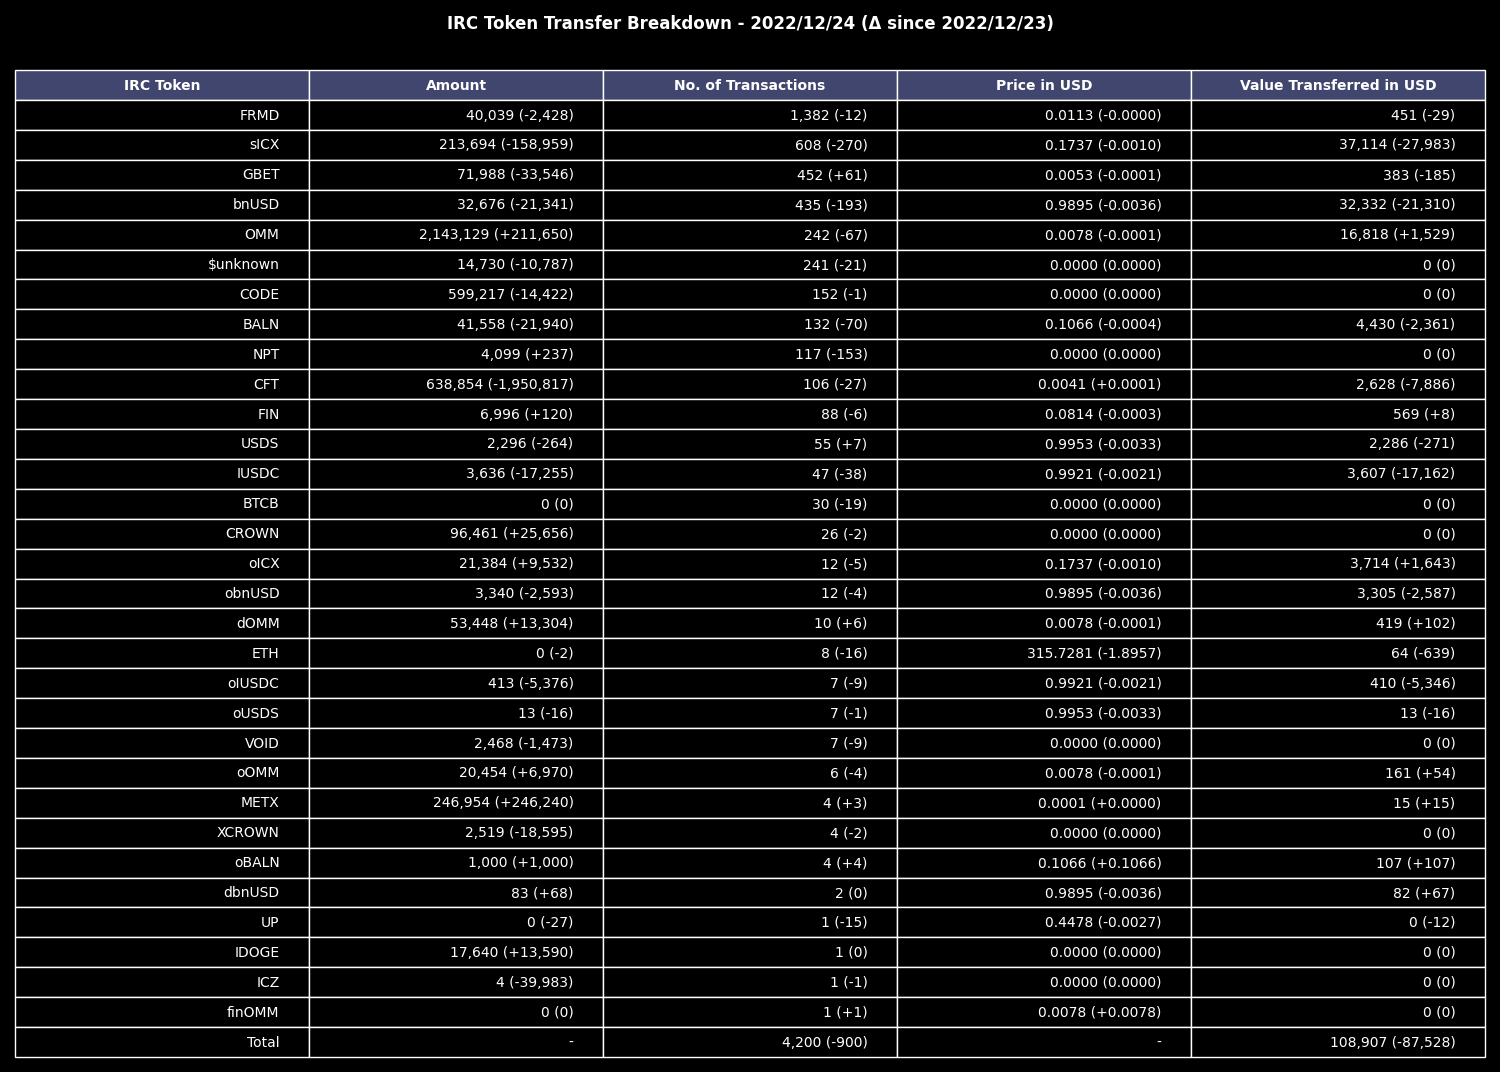 IRC Token Transfer Breakdown - 2022/12/24 (Δ since 2022/12/23)
IRC Token Amount No. of Transactions Price in USD Value Transferred in USD
FRMD 40,039 (-2,428) 1,382 (-12) 0.0113 (-0.0000) 451 (-29)
sICX 213,694 (-158,959) 608 (-270) 0.1737 (-0.0010) 37,114 (-27,983)
GBET 71,988 (-33,546) 452 (+61) 0.0053 (-0.0001) 383 (-185)
bnUSD 32,676 (-21,341) 435 (-193) 0.9895 (-0.0036) 32,332 (-21,310)
OMM 2,143,129 (+211,650) 242 (-67) 0.0078 (-0.0001) 16,818 (+1,529)
$unknown 14,730 (-10,787) 241 (-21) 0.0000 (0.0000) 0 (0)
CODE 599,217 (-14,422) 152 (-1) 0.0000 (0.0000) 0 (0)
BALN 41,558 (-21,940) 132 (-70) 0.1066 (-0.0004) 4,430 (-2,361)
NPT 4,099 (+237) 117 (-153) 0.0000 (0.0000) 0 (0)
CFT 638,854 (-1,950,817) 106 (-27) 0.0041 (+0.0001) 2,628 (-7,886)
FIN 6,996 (+120) 88 (-6) 0.0814 (-0.0003) 569 (+8)
USDS 2,296 (-264) 55 (+7) 0.9953 (-0.0033) 2,286 (-271)
IUSDC 3,636 (-17,255) 47 (-38) 0.9921 (-0.0021) 3,607 (-17,162)
BTCB 0 (0) 30 (-19) 0.0000 (0.0000) 0 (0)
CROWN 96,461 (+25,656) 26 (-2) 0.0000 (0.0000) 0 (0)
oICX 21,384 (+9,532) 12 (-5) 0.1737 (-0.0010) 3,714 (+1,643)
obnUSD 3,340 (-2,593) 12 (-4) 0.9895 (-0.0036) 3,305 (-2,587)
dOMM 53,448 (+13,304) 10 (+6) 0.0078 (-0.0001) 419 (+102)
ETH 0 (-2) 8 (-16) 315.7281 (-1.8957) 64 (-639)
oIUSDC 413 (-5,376) 7 (-9) 0.9921 (-0.0021) 410 (-5,346)
oUSDS 13 (-16) 7 (-1) 0.9953 (-0.0033) 13 (-16)
VOID 2,468 (-1,473) 7 (-9) 0.0000 (0.0000) 0 (0)
oOMM 20,454 (+6,970) 6 (-4) 0.0078 (-0.0001) 161 (+54)
METX 246,954 (+246,240) 4 (+3) 0.0001 (+0.0000) 15 (+15)
XCROWN 2,519 (-18,595) 4 (-2) 0.0000 (0.0000) 0 (0)
oBALN 1,000 (+1,000) 4 (+4) 0.1066 (+0.1066) 107 (+107)
dbnUSD 83 (+68) 2 (0) 0.9895 (-0.0036) 82 (+67)
UP 0 (-27) 1 (-15) 0.4478 (-0.0027) 0 (-12)
IDOGE 17,640 (+13,590) 1 (0) 0.0000 (0.0000) 0 (0)
ICZ 4 (-39,983) 1 (-1) 0.0000 (0.0000) 0 (0)
finOMM 0 (0) 1 (+1) 0.0078 (+0.0078) 0 (0)
Total - 4,200 (-900) - 108,907 (-87,528)